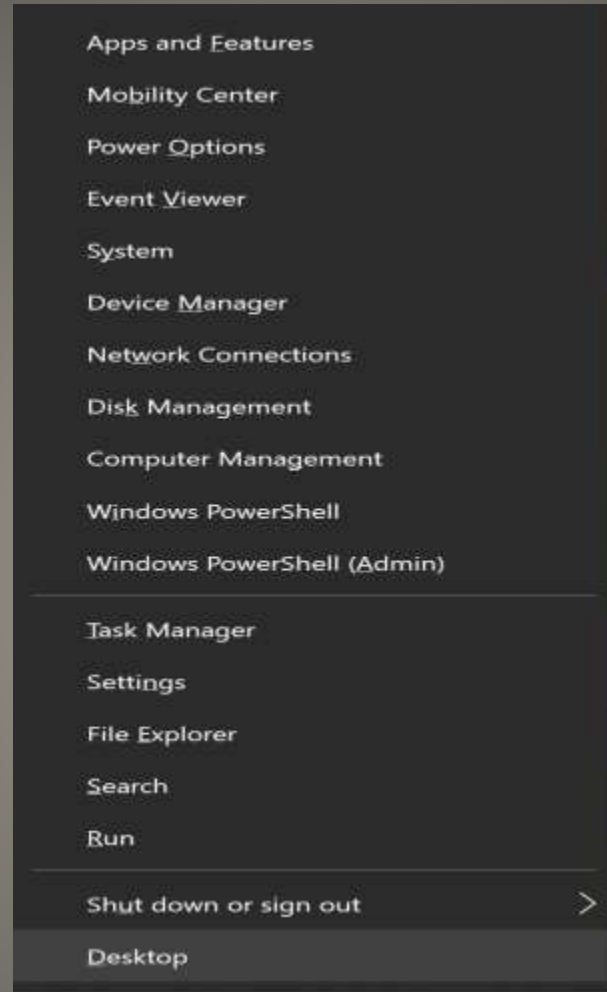 Apps and Features
Mobility Center
Power Options
Event Viewer
System
Device Manager
Network Connections
Disk Management
Computer Management
Windows PowerShell
Windows PowerShell (Admin)
Task Manager
Settings
File Explorer
Search
Run
Shut down or sign out
Desktop